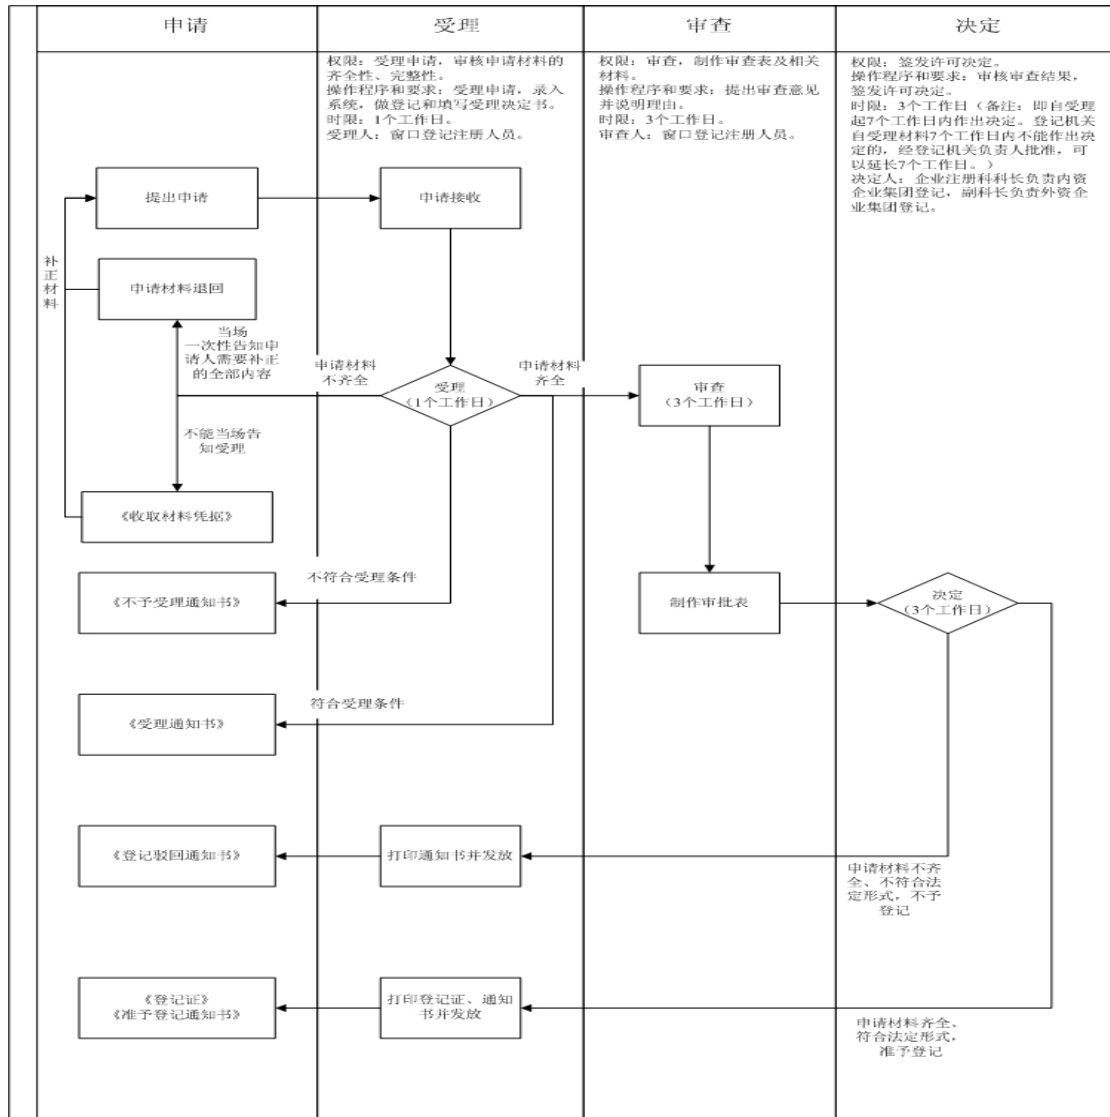 申请
受理
审查
决定
权限：受理申请，审核申请材料的
齐全性、完整性。
操作程序和要求：受理申请，录入
系统，做登记和填写受理决定书。
时限：1个工作日。
受理人：窗口登记注册人员。
权限：审查，制作审查表及相关
材料。
操作程序和要求：提出审查意见
并说明理由。
时限：3个工作日。
审查人：窗口登记注册人员。
权限：签发许可决定。
操作程序和要求：审核审查结果，
签发许可决定。
时限：3个工作日（备注：即自受理
起7个工作日内作出决定。登记机关
自受理材料7个工作日内不能作出决
定的，经登记机关负责人批准，可
以延长7个工作日。）
决定人：企业注册科科长负责内资
企业集团登记，副科长负责外资企
业集团登记。
提出申请
申请接收
补
正
材
料
申请材料退回
当场
一次性告知申
请人需要补正
的全部内容
申请材料
不齐全
受理
（1个工作日）
申请材料
齐全
审查
（3个工作日）
不能当场告
知受理
《收取材料凭据》
不符合受理条件
《不予受理通知书》
制作审批表
决定
（3个工作日）
符合受理条件
《受理通知书》
《登记驳回通知书》
打印通知书并发放
申请材料不齐
全、不符合法
定形式，不予
登记
《登记证》
《准予登记通知书》
打印登记证、通知
书并发放
申请材料齐全、
符合法定形式，
准予登记